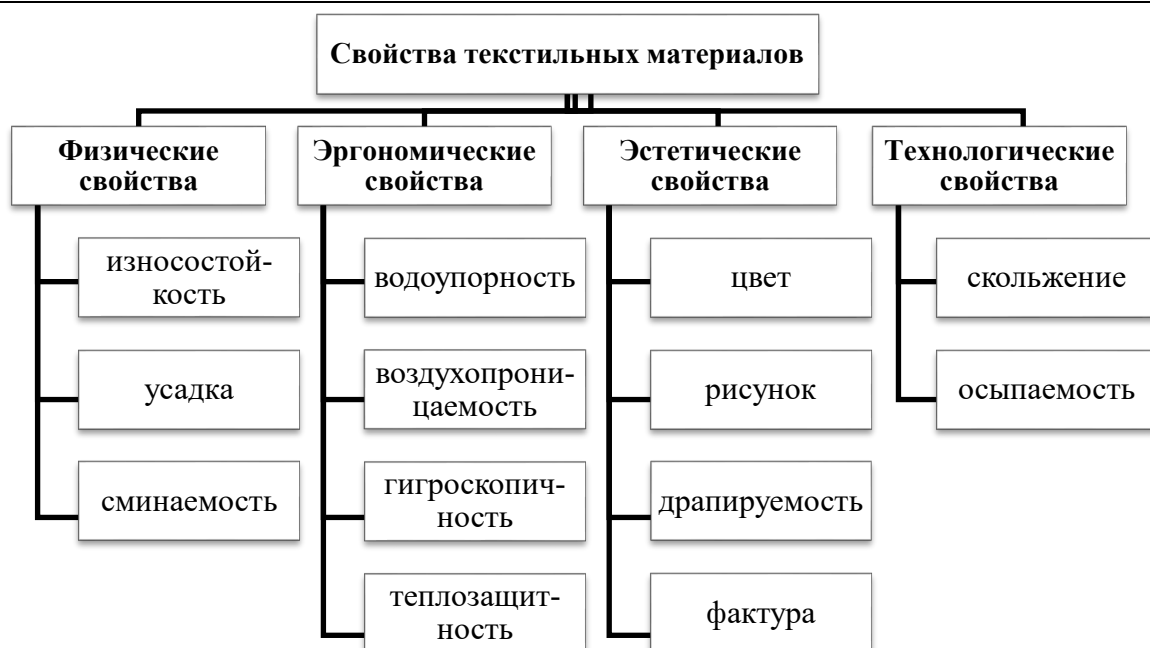 Свойства текстильных материалов
Физические
свойства
износостой-
кость
усадка
сминаемость
Эргономические
свойства
водоупорность
воздухопрони-
цаемость
гигроскопич-
ность
теплозащит-
ность
Эстетические
свойства
цвет
рисунок
драпируемость
фактура
Технологические
свойства
скольжение
осыпаемость